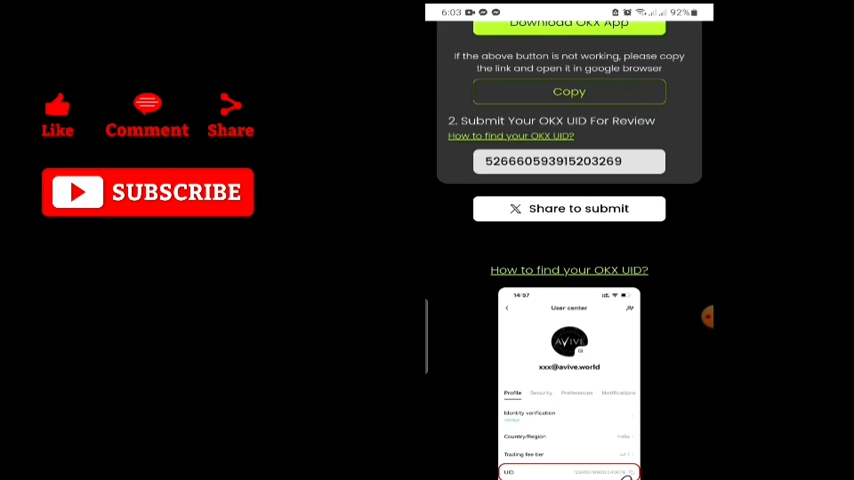 Like
Comment
Share
SUBSCRIBE
6:03
92%
Download OKX App
If the above button is not working, please copy
the link and open it in google browser
Copy
2. Submit Your OKX UID For Review
How to find your OKX UID?
526660593915203269
Share to submit
How to find your OKX UID?
14:57
User center
AVIVE
xxx@avive.world
Profile Security Preferences Notifications
Identity verification
Country/Region
Trading fee tier
UID